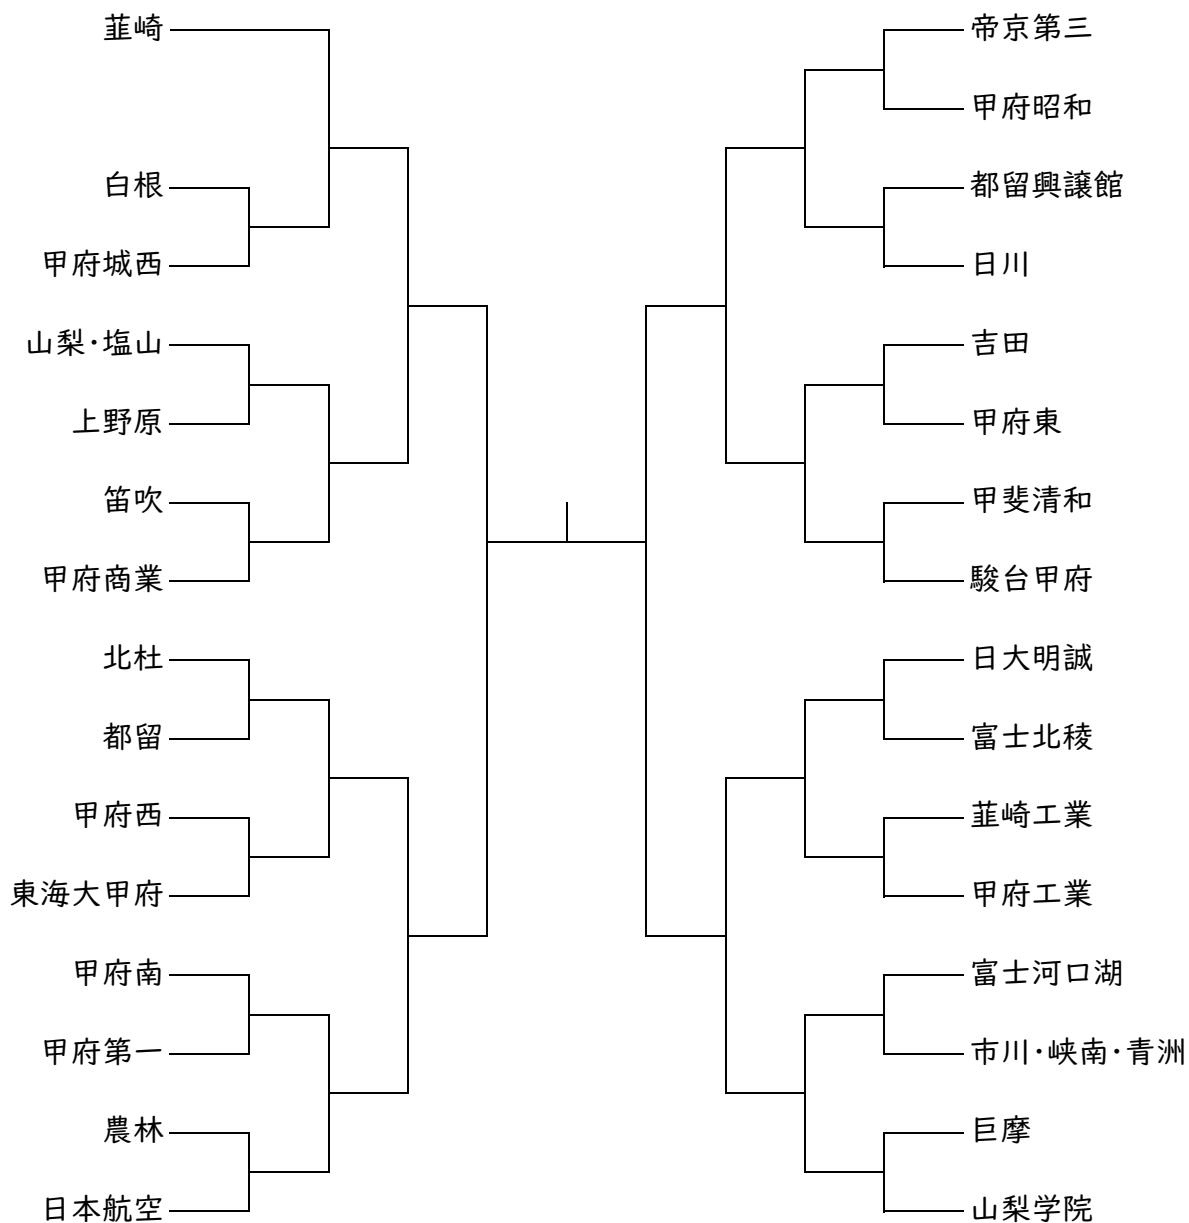 韮崎
白根
甲府城西
山梨・塩山
上野原
笛吹
甲府商業
北杜
都留
甲府西
東海大甲府
甲府南
甲府第一
農林
日本航空
帝京第三
甲府昭和
都留興譲館
日川
吉田
甲府東
甲斐清和
駿台甲府
日大明誠
富士北稜
韮崎工業
甲府工業
富士河口湖
市川・峡南・青洲
巨摩
山梨学院